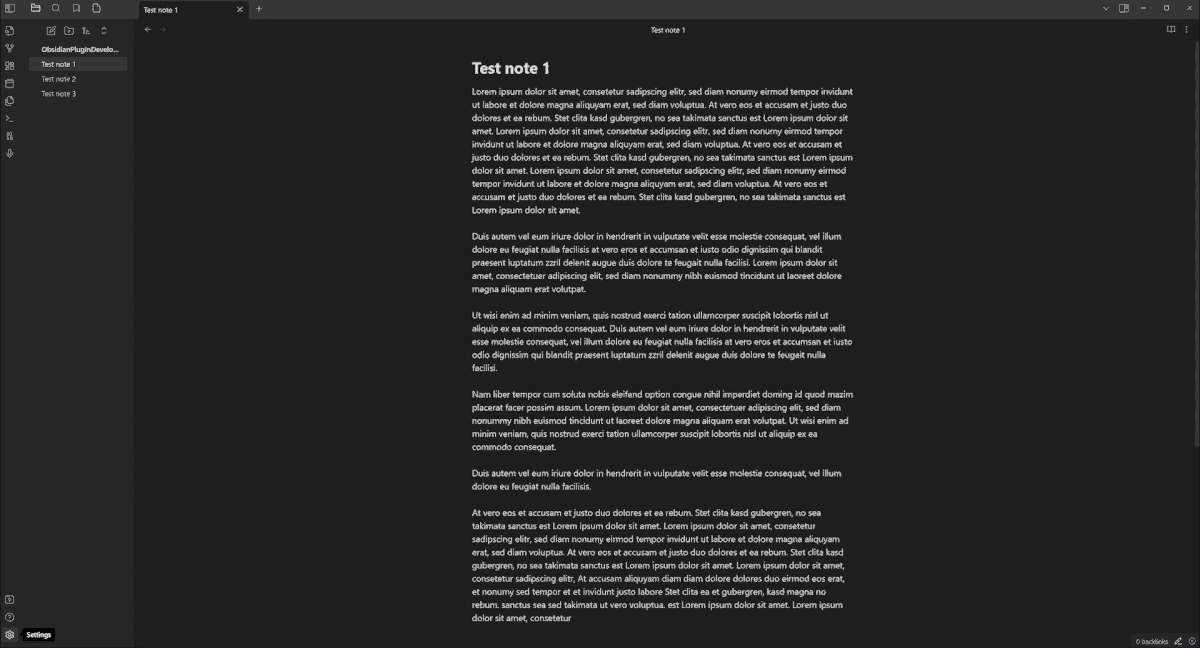 Test note 1
Test note 1
ObsidianPlugInDevelo...
Test note 1
Test note 2
Test note 3
Test note 1
Lorem ipsum dolor sit amet, consetetur sadipscing elitr, sed diam nonumy eirmod tempor invidunt
ut labore et dolore magna aliquyam erat, sed diam voluptua. At vero eos et accusam et justo duo
dolores et ea rebum. Stet clita kasd gubergren, no sea takimata sanctus est Lorem ipsum dolor sit
amet. Lorem ipsum dolor sit amet, consetetur sadipscing elitr, sed diam nonumy eirmod tempor
invidunt ut labore et dolore magna aliquyam erat, sed diam voluptua. At vero eos et accusam et
justo duo dolores et ea rebum. Stet clita kasd gubergren, no sea takimata sanctus est Lorem ipsum
dolor sit amet. Lorem ipsum dolor sit amet, consetetur sadipscing elitr, sed diam nonumy eirmod
tempor invidunt ut labore et dolore magna aliquyam erat, sed diam voluptua. At vero eos et
accusam et justo duo dolores et ea rebum. Stet clita kasd gubergren, no sea takimata sanctus est
Lorem ipsum dolor sit amet.
Duis autem vel eum iriure dolor in hendrerit in vulputate velit esse molestie consequat, vel illum
dolore eu feugiat nulla facilisis at vero eros et accumsan et iusto odio dignissim qui blandit
praesent luptatum zzril delenit augue duis dolore te feugait nulla facilisi. Lorem ipsum dolor sit
amet, consectetuer adipiscing elit, sed diam nonummy nibh euismod tincidunt ut laoreet dolore
magna aliquam erat volutpat.
Ut wisi enim ad minim veniam, quis nostrud exerci tation ullamcorper suscipit lobortis nisl ut
aliquip ex ea commodo consequat. Duis autem vel eum iriure dolor in hendrerit in vulputate velit
esse molestie consequat, vel illum dolore eu feugiat nulla facilisis at vero eros et accumsan et iusto
odio dignissim qui blandit praesent luptatum zzril delenit augue duis dolore te feugait nulla
facilisi.
Nam liber tempor cum soluta nobis eleifend option congue nihil imperdiet doming id quod mazim
placerat facer possim assum. Lorem ipsum dolor sit amet, consectetuer adipiscing elit, sed diam
nonummy nibh euismod tincidunt ut laoreet dolore magna aliquam erat volutpat. Ut wisi enim ad
minim veniam, quis nostrud exerci tation ullamcorper suscipit lobortis nisl ut aliquip ex ea
commodo consequat.
Duis autem vel eum iriure dolor in hendrerit in vulputate velit esse molestie consequat, vel illum
dolore eu feugiat nulla facilisis.
At vero eos et accusam et justo duo dolores et ea rebum. Stet clita kasd gubergren, no sea
takimata sanctus est Lorem ipsum dolor sit amet. Lorem ipsum dolor sit amet, consetetur
sadipscing elitr, sed diam nonumy eirmod tempor invidunt ut labore et dolore magna aliquyam
erat, sed diam voluptua. At vero eos et accusam et justo duo dolores et ea rebum. Stet clita kasd
gubergren, no sea takimata sanctus est Lorem ipsum dolor sit amet. Lorem ipsum dolor sit amet,
consetetur sadipscing elitr, At accusam aliquyam diam diam dolore dolores duo eirmod eos erat,
et nonumy sed tempor et et invidunt justo labore Stet clita ea et gubergren, kasd magna no
rebum. sanctus sea sed takimata ut vero voluptua. est Lorem ipsum dolor sit amet. Lorem ipsum
dolor sit amet, consetetur
Settings
0 backlinks